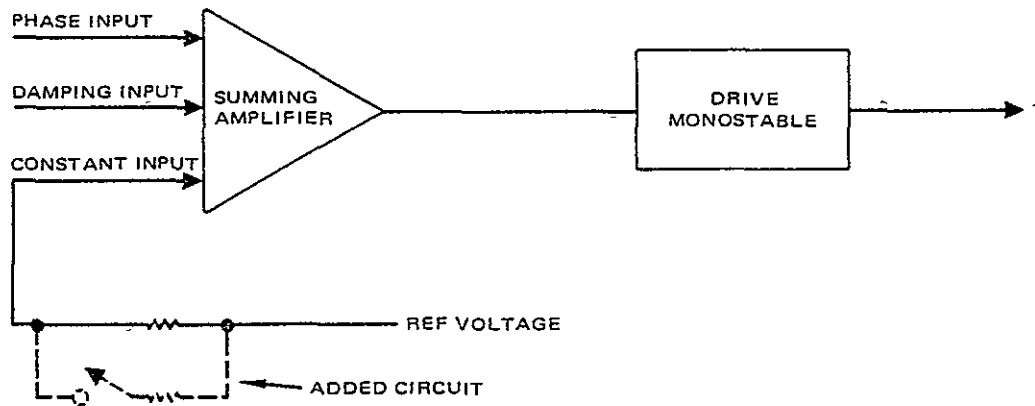 PHASE INPUT
DAMPING INPUT
CONSTANT INPUT
SUMMING
AMPLIFIER
DRIVE
MONOSTABLE
REF VOLTAGE
ADDED CIRCUIT